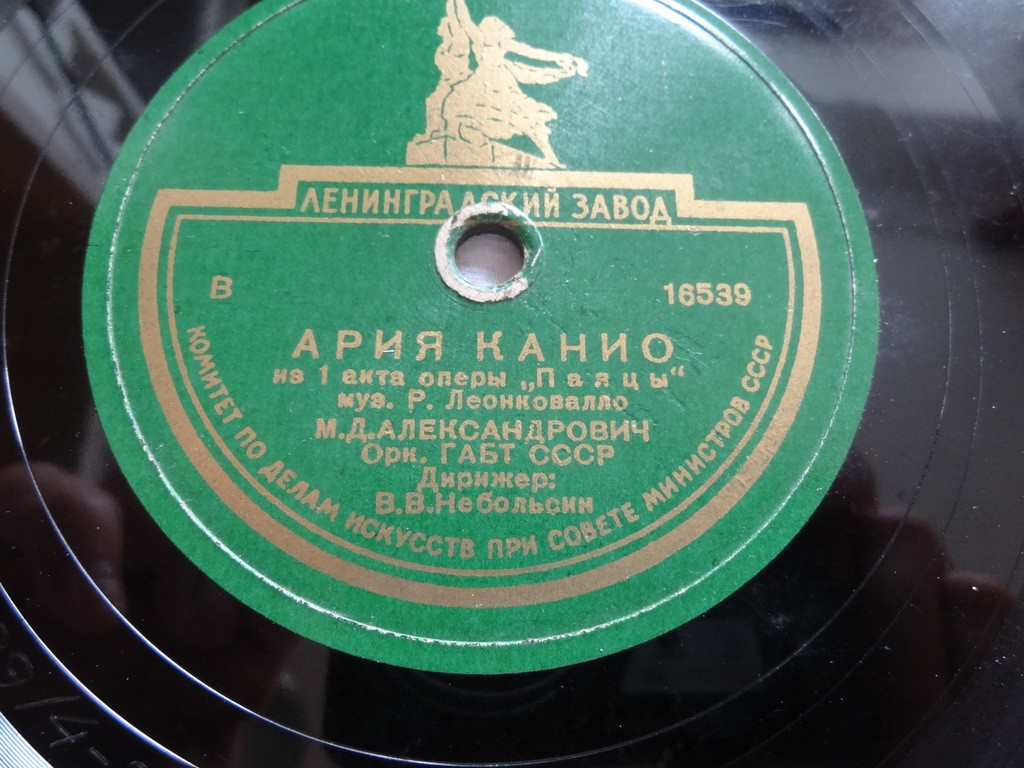 ЛЕНИНГРАДСКИЙ ЗАВОД
В 16539
АРИЯ КАНИО
из 1 акта оперы „Паяцы“
муз. Р. Леонковалло
М.Д.АЛЕКСАНДРОВИЧ
Орк. ГАБТ СССР
Дирижер:
В.В.Небольсин
КОМИТЕТ ПО ДЕЛАМ ИСКУССТВ ПРИ СОВЕТЕ МИНИСТРОВ СССР